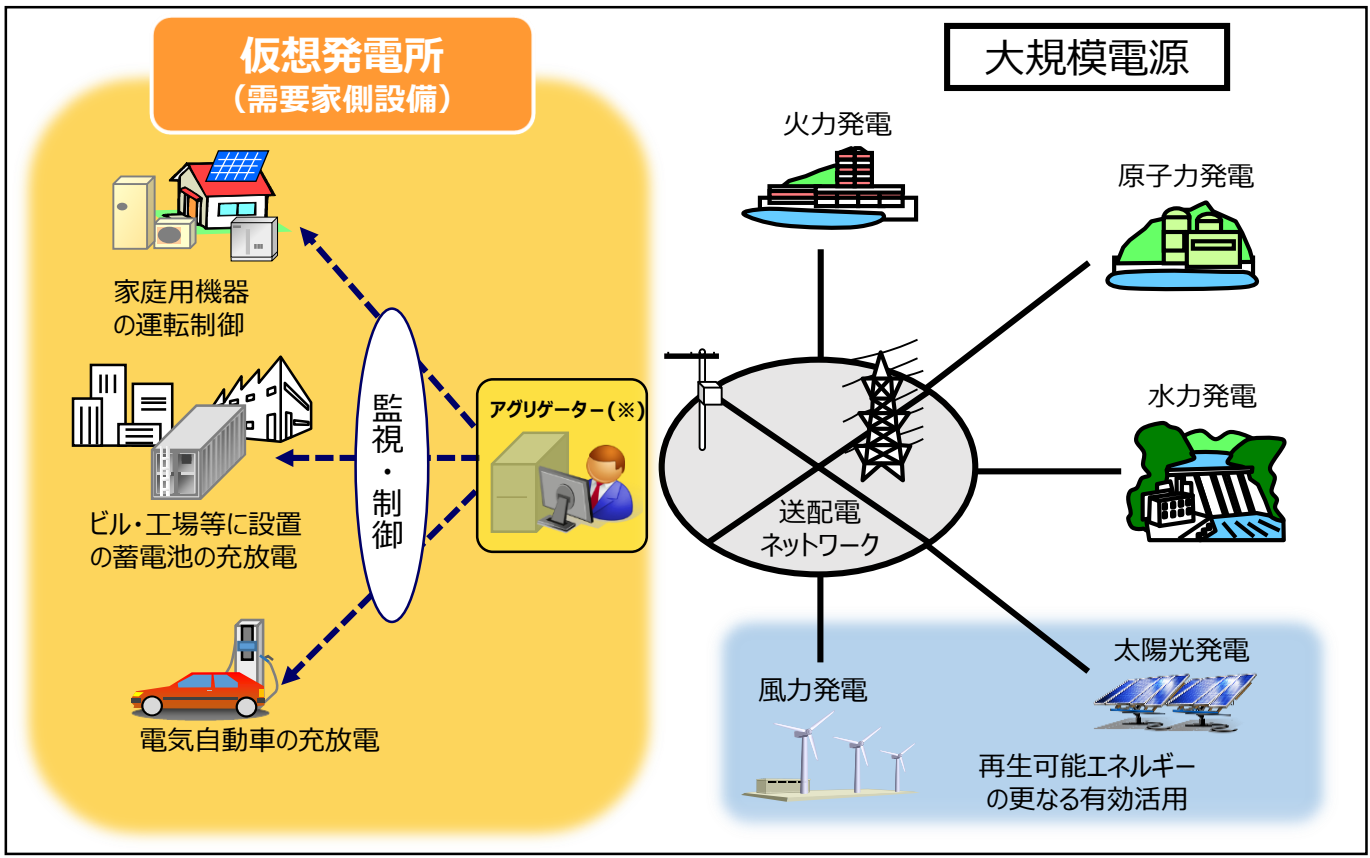 仮想発電所
（需要家側設備）
家庭用機器
の運転制御
ビル・工場等に設置
の蓄電池の充放電
電気自動車の充放電
監視・制御
アグリゲーター(※)
大規模電源
火力発電
原子力発電
水力発電
送配電
ネットワーク
風力発電
太陽光発電
再生可能エネルギー
の更なる有効活用